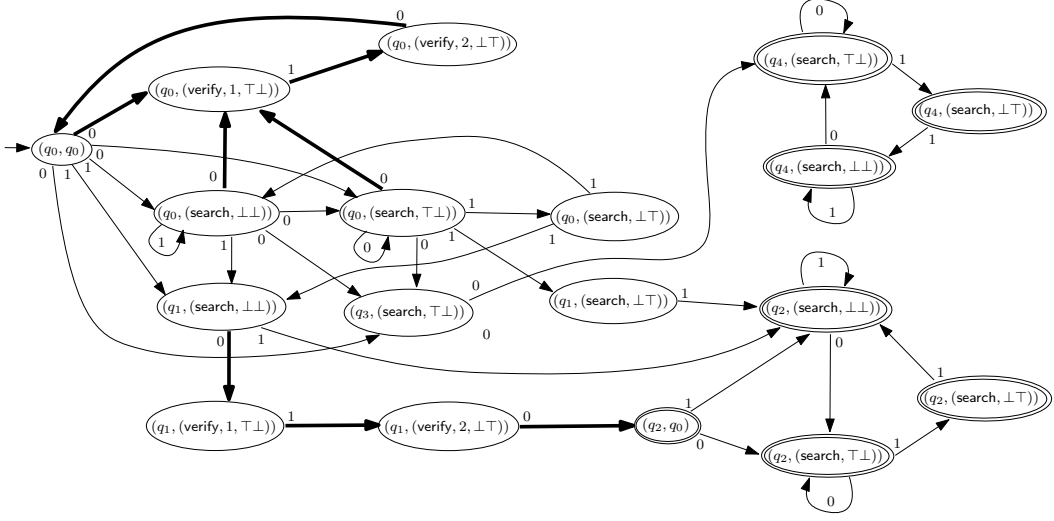 0
0
(q₀, (verify, 2, ⊥⊤))
(q₄, (search, ⊤⊥))
1
1
(q₀, (verify, 1, ⊤⊥))
(q₄, (search, ⊥⊤))
0
0
1
(q₀, q₀)
0
(q₄, (search, ⊥⊥))
0 1 1
0
0
1
1
(q₀, (search, ⊥⊥))
0
(q₀, (search, ⊤⊥))
1
(q₀, (search, ⊥⊤))
1
1
0
0
0
1
1
1
0
(q₁, (search, ⊥⊥))
(q₃, (search, ⊤⊥))
(q₁, (search, ⊥⊤))
1
(q₂, (search, ⊥⊥))
0
0
1
0
1
(q₂, (search, ⊥⊤))
(q₁, (verify, 1, ⊤⊥))
1
(q₁, (verify, 2, ⊥⊤))
0
1
(q₂, q₀)
0
1
(q₂, (search, ⊤⊥))
0